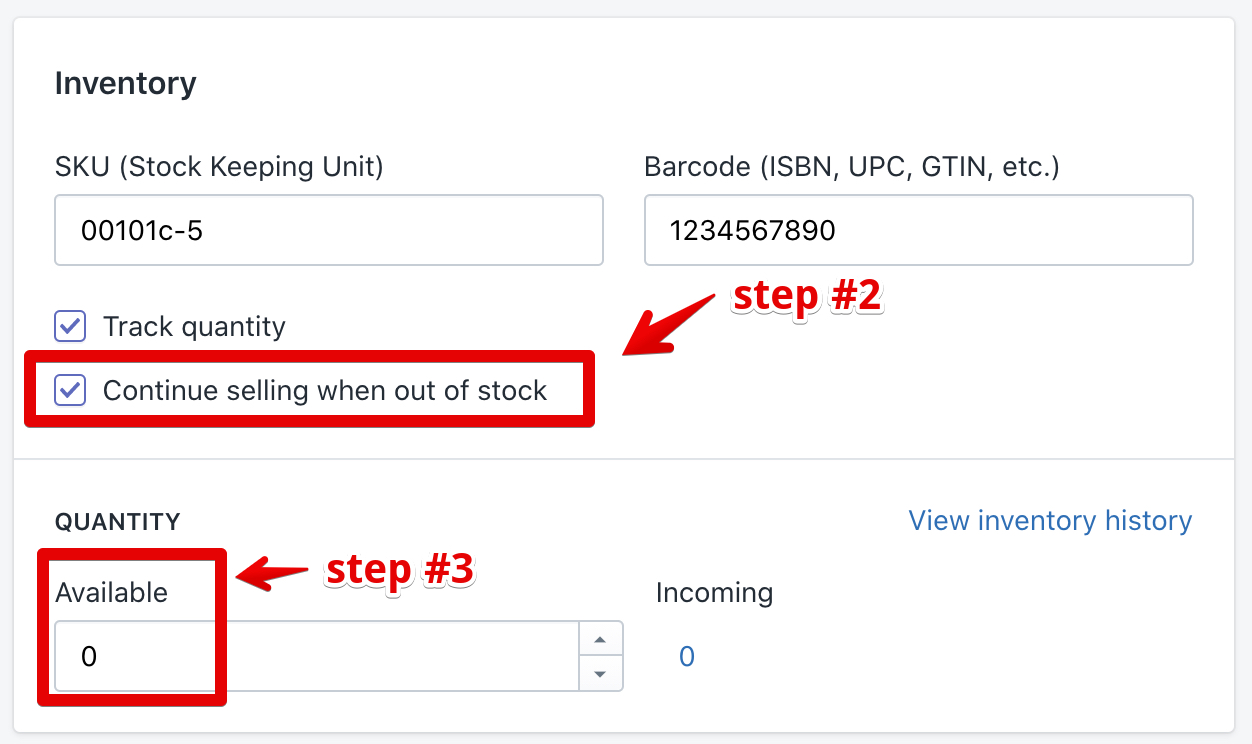 Inventory
SKU (Stock Keeping Unit)
Barcode (ISBN, UPC, GTIN, etc.)
00101c-5
1234567890
step #2
Track quantity
Continue selling when out of stock
QUANTITY
View inventory history
step #3
Available
Incoming
0
0